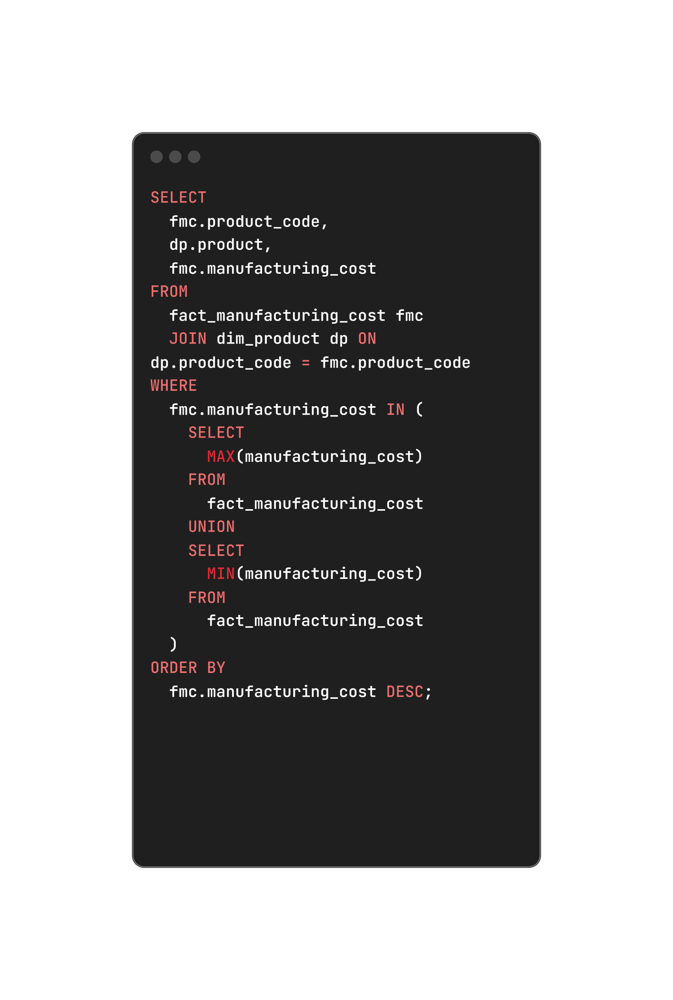 SELECT
  fmc.product_code,
  dp.product,
  fmc.manufacturing_cost
FROM
  fact_manufacturing_cost fmc
  JOIN dim_product dp ON
dp.product_code = fmc.product_code
WHERE
  fmc.manufacturing_cost IN (
    SELECT
      MAX(manufacturing_cost)
    FROM
      fact_manufacturing_cost
    UNION
    SELECT
      MIN(manufacturing_cost)
    FROM
      fact_manufacturing_cost
  )
ORDER BY
  fmc.manufacturing_cost DESC;